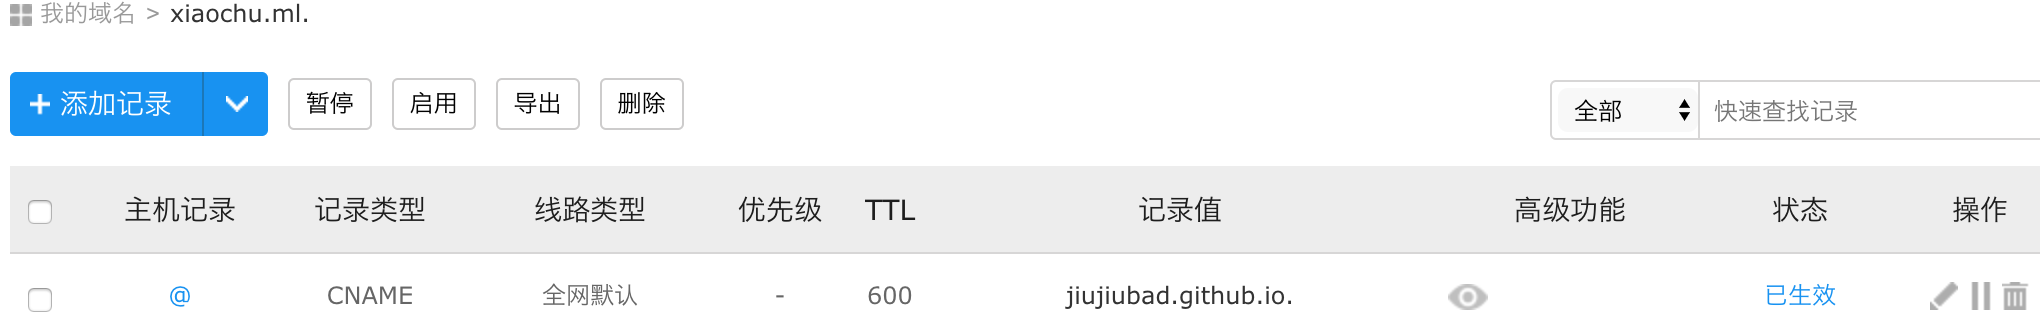 我的域名 > xiaochu.ml.
+ 添加记录 暂停 启用 导出 删除 全部 快速查找记录
主机记录 记录类型 线路类型 优先级 TTL 记录值 高级功能 状态 操作
@ CNAME 全网默认 - 600 jiujiubad.github.io. 已生效